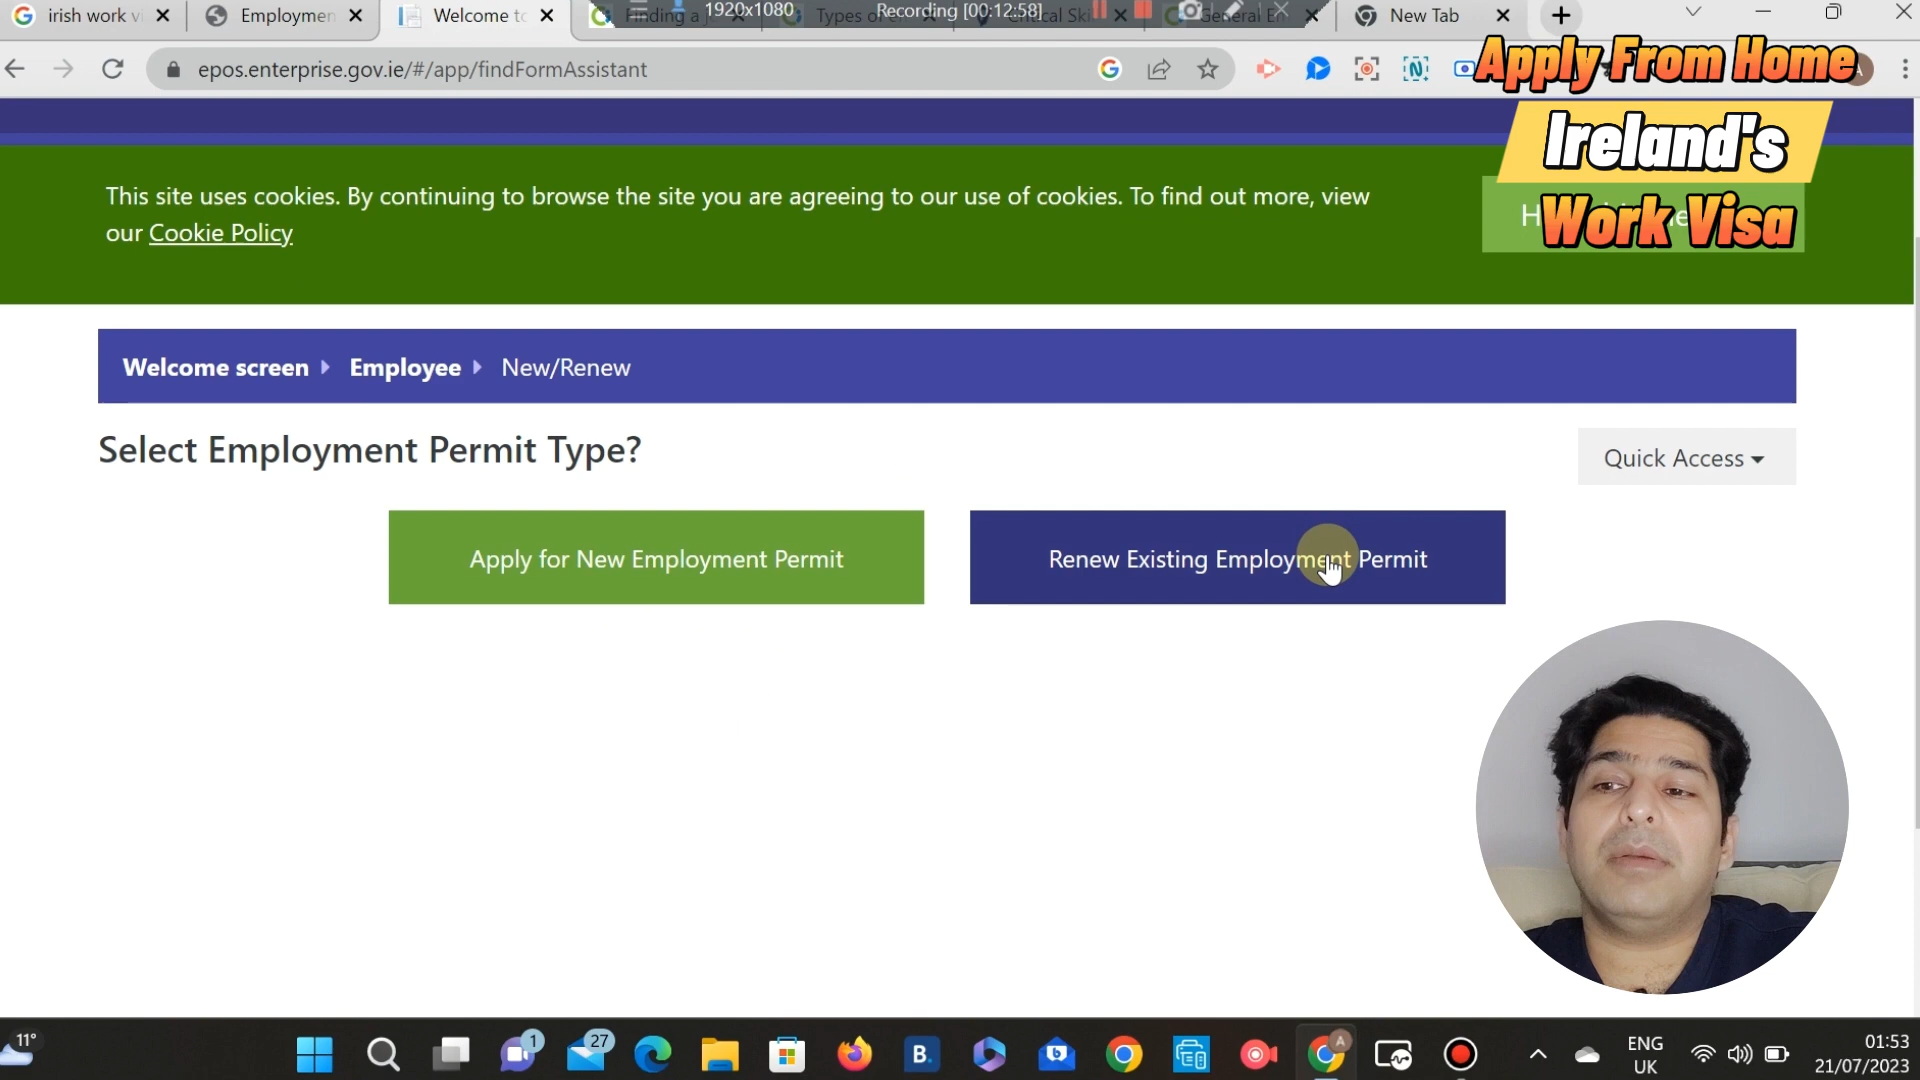 irish work vi
Employmen
Welcome to
Finding a j
1920x1080
Types of e
Recording [00:12:58]
Critical Ski
General En
New Tab
epos.enterprise.gov.ie/#/app/findFormAssistant
Apply From Home
Ireland's
Work Visa
This site uses cookies. By continuing to browse the site you are agreeing to our use of cookies. To find out more, view
our Cookie Policy
Welcome screen
Employee
New/Renew
Select Employment Permit Type?
Quick Access
Apply for New Employment Permit
Renew Existing Employment Permit
11°
1
27
B.
A
ENG
UK
01:53
21/07/2023